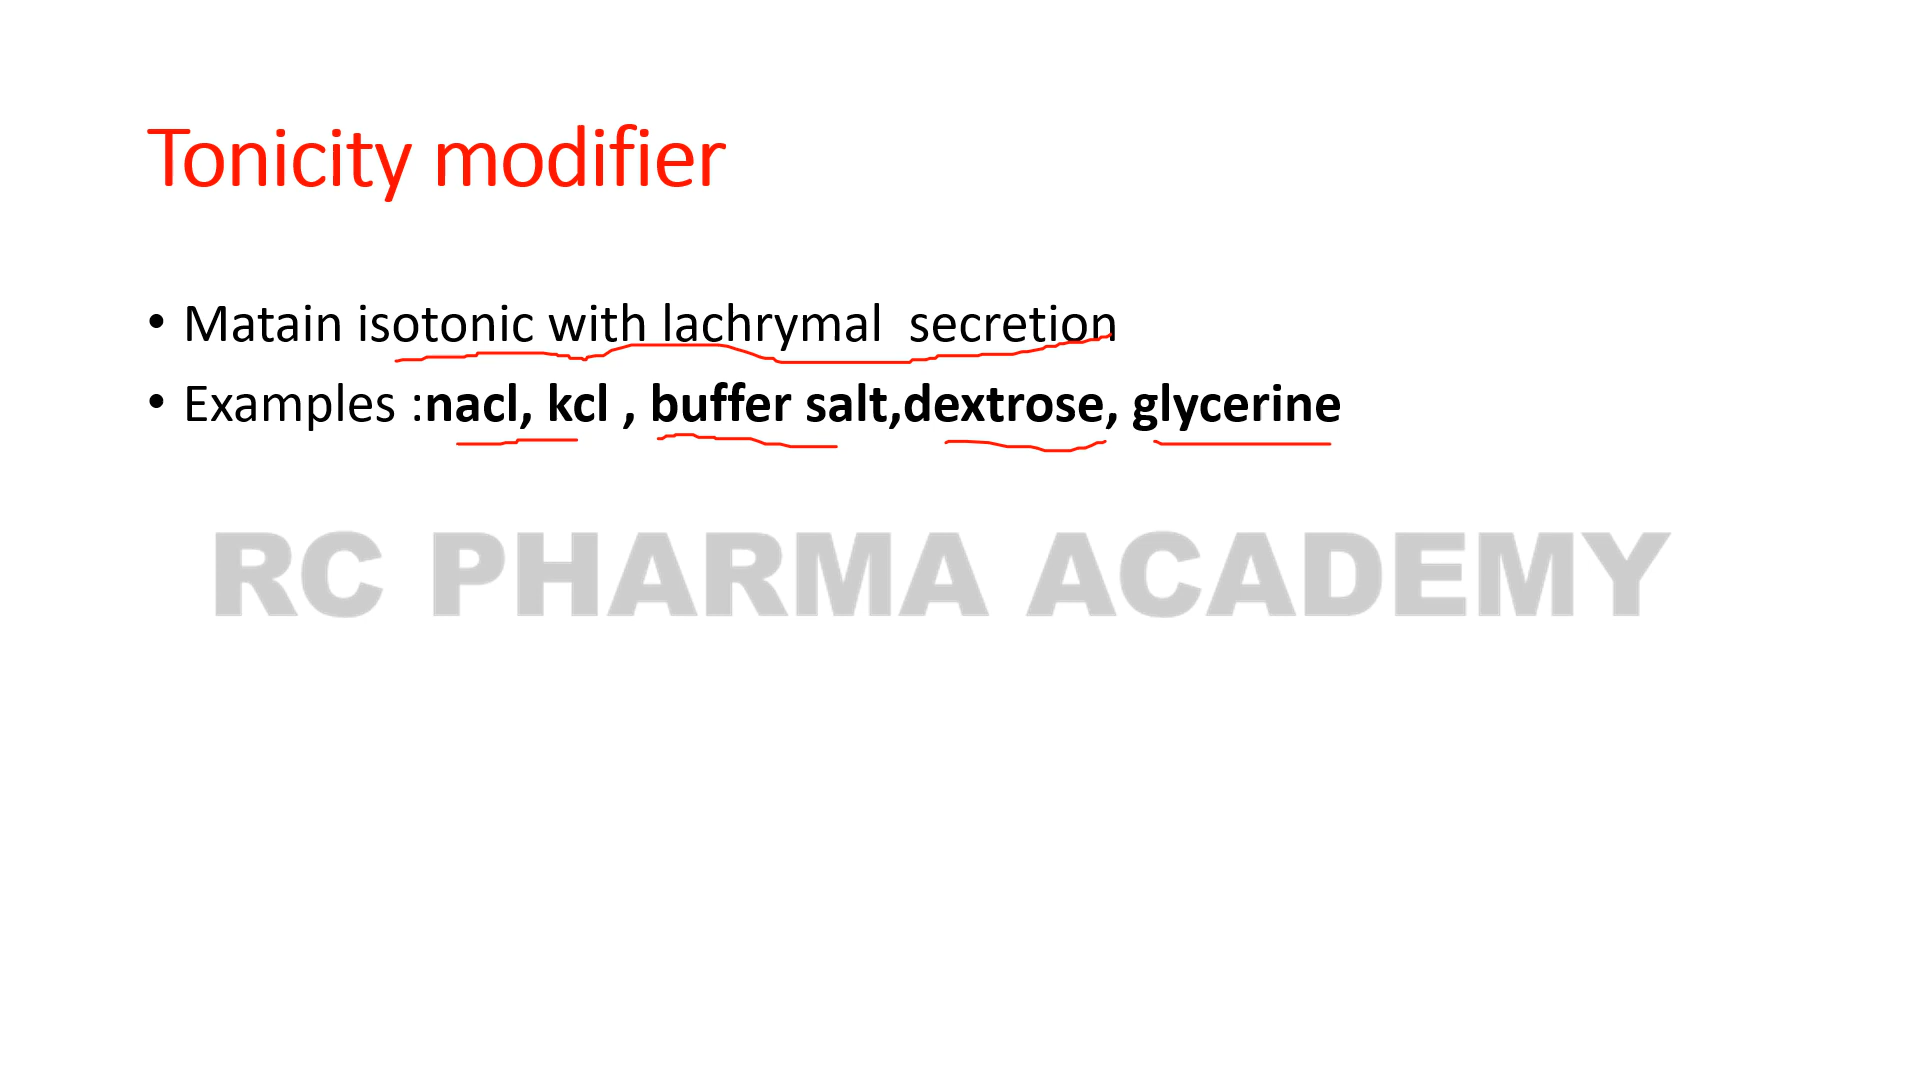 Tonicity modifier
• Matain isotonic with lachrymal secretion
• Examples :nacl, kcl , buffer salt,dextrose, glycerine
RC PHARMA ACADEMY